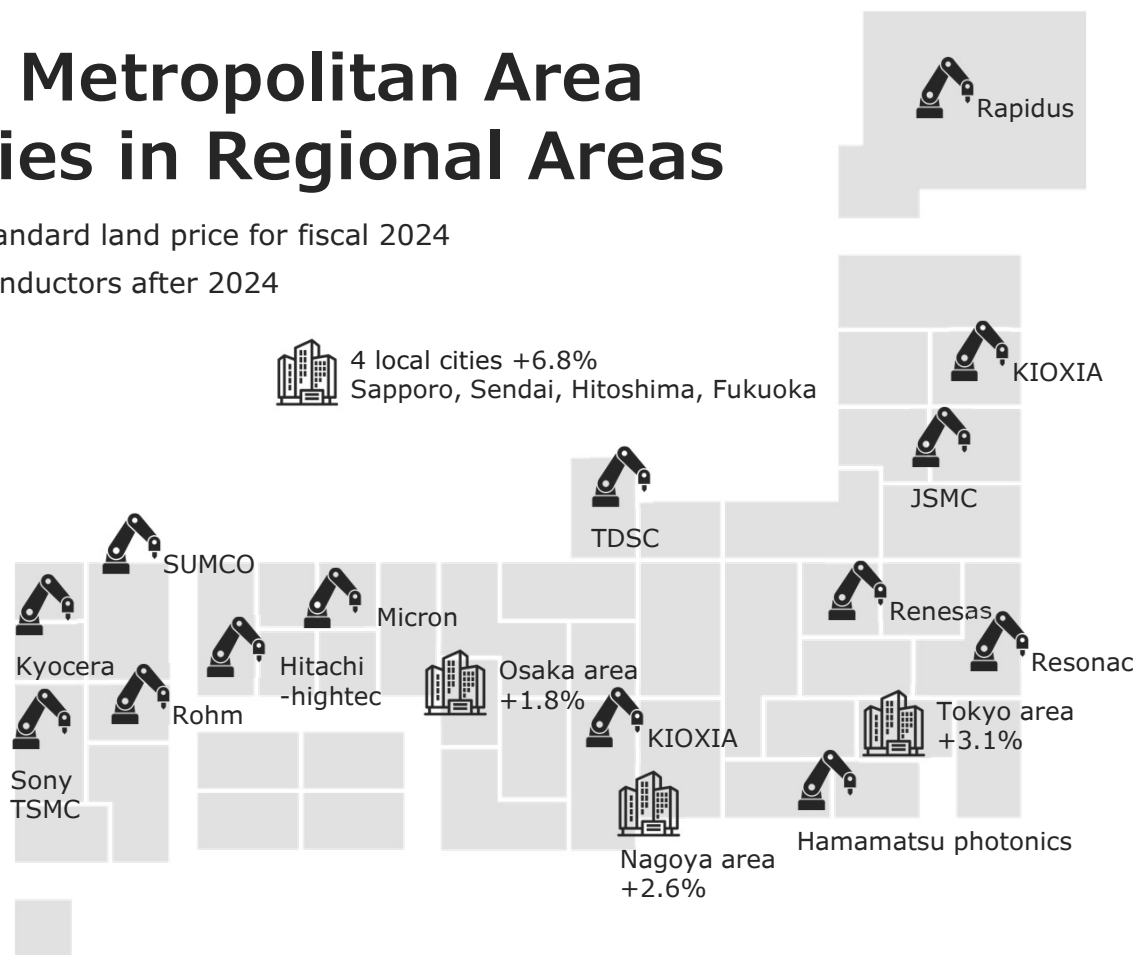 Metropolitan Area
ies in Regional Areas
andard land price for fiscal 2024
nductors after 2024
Rapidus
4 local cities +6.8%
Sapporo, Sendai, Hitoshima, Fukuoka
KIOXIA
JSMC
TDSC
SUMCO
Micron
Renesas
Kyocera
Hitachi
-hightec
Osaka area
+1.8%
Resonac
Rohm
KIOXIA
Tokyo area
+3.1%
Sony
TSMC
Hamamatsu photonics
Nagoya area
+2.6%